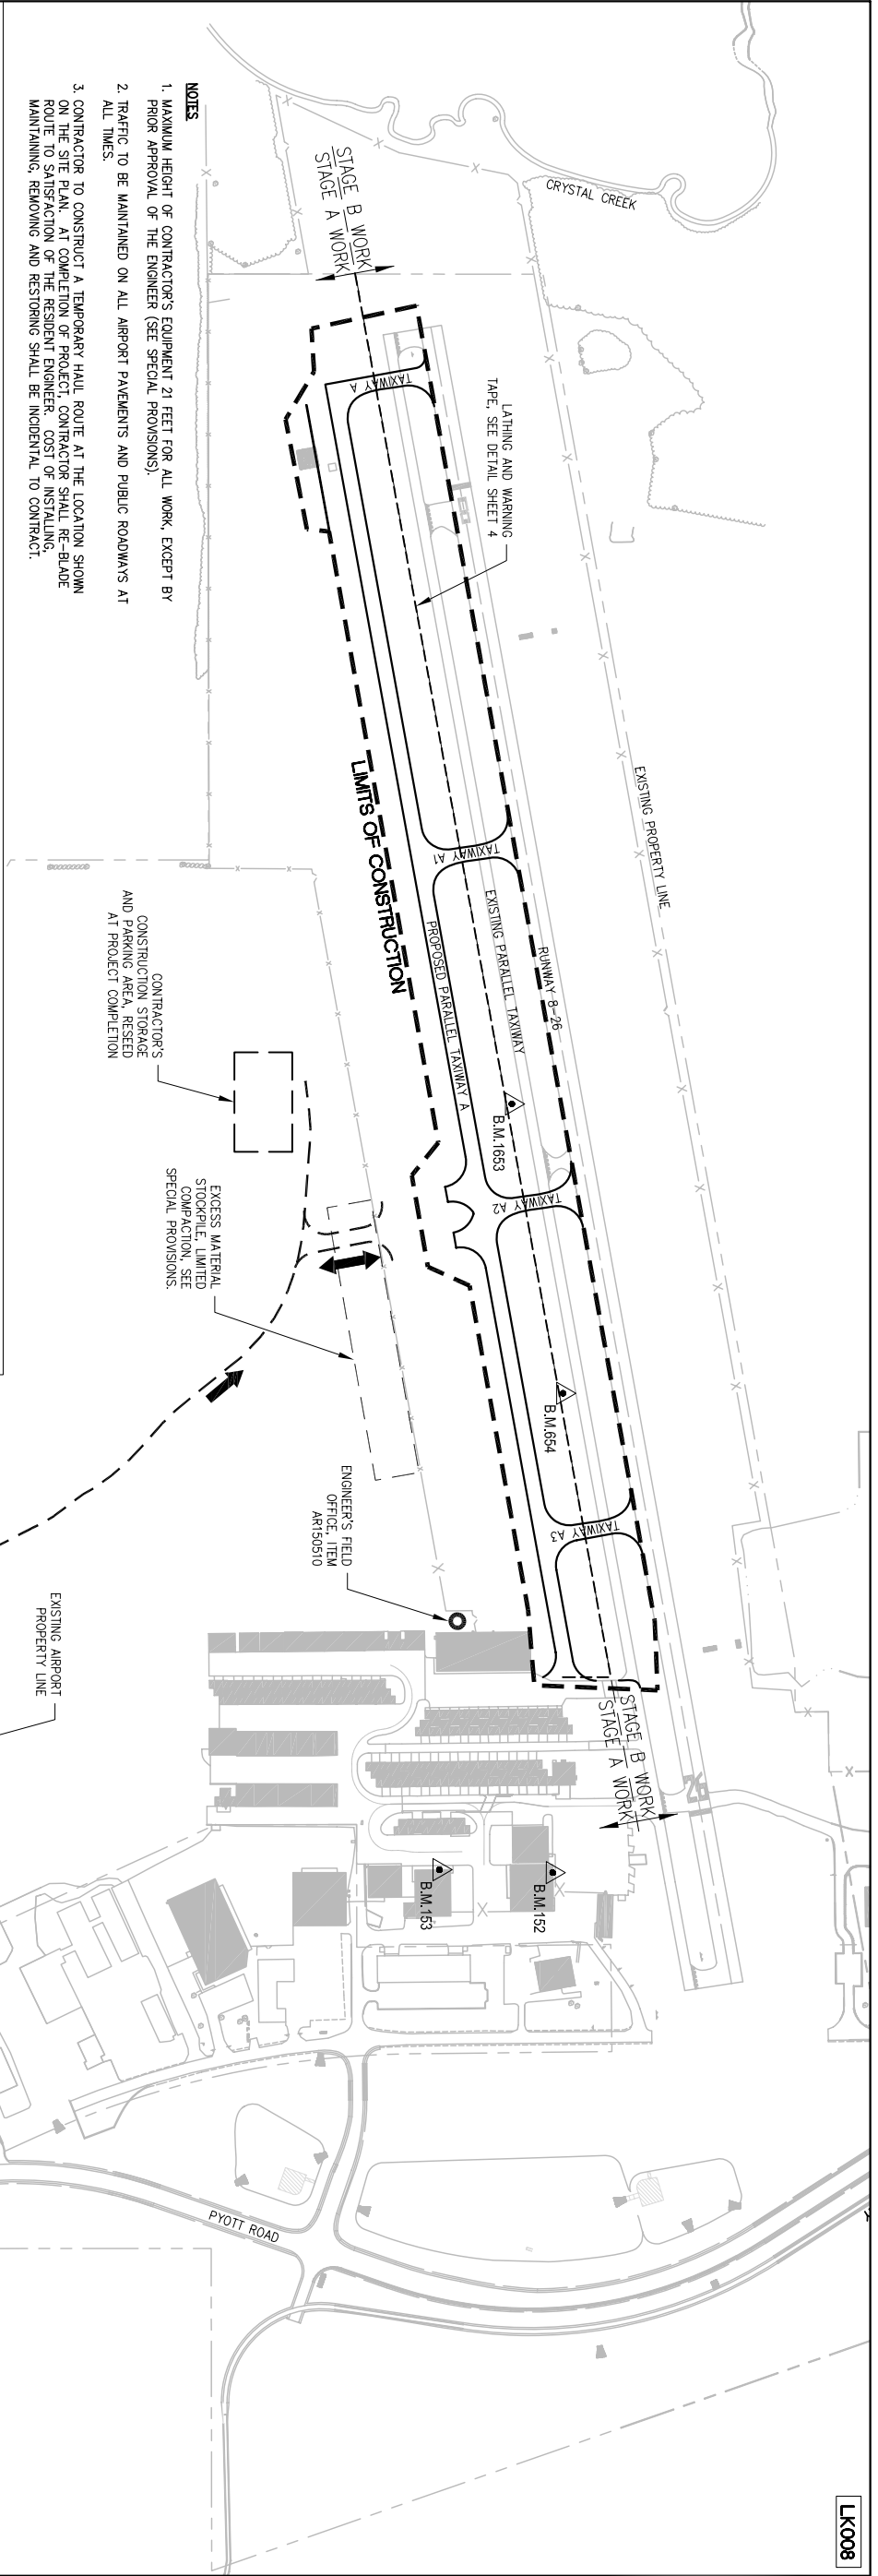 LK008
CRYSTAL CREEK
STAGE B WORK
STAGE A WORK
TAXIWAY A
LATHING AND WARNING
TAPE, SEE DETAIL SHEET 4
EXISTING PROPERTY LINE
TAXIWAY A1
RUNWAY 8-26
EXISTING PARALLEL TAXIWAY
PROPOSED PARALLEL TAXIWAY A
LIMITS OF CONSTRUCTION
B.M.1653
TAXIWAY A2
B.M.654
TAXIWAY A3
STAGE B WORK
STAGE A WORK
26
B.M.152
B.M.153
NOTES
1. MAXIMUM HEIGHT OF CONTRACTOR'S EQUIPMENT 21 FEET FOR ALL WORK, EXCEPT BY
PRIOR APPROVAL OF THE ENGINEER (SEE SPECIAL PROVISIONS).
2. TRAFFIC TO BE MAINTAINED ON ALL AIRPORT PAVEMENTS AND PUBLIC ROADWAYS AT
ALL TIMES.
3. CONTRACTOR TO CONSTRUCT A TEMPORARY HAUL ROUTE AT THE LOCATION SHOWN
ON THE SITE PLAN. AT COMPLETION OF PROJECT, CONTRACTOR SHALL RE-BLADE
ROUTE TO SATISFACTION OF THE RESIDENT ENGINEER. COST OF INSTALLING,
MAINTAINING, REMOVING AND RESTORING SHALL BE INCIDENTAL TO CONTRACT.
CONTRACTOR'S
CONSTRUCTION STORAGE
AND PARKING AREA, RESEED
AT PROJECT COMPLETION
EXCESS MATERIAL
STOCKPILE, LIMITED
COMPACTION, SEE
SPECIAL PROVISIONS.
ENGINEER'S FIELD
OFFICE, ITEM
AR150510
EXISTING AIRPORT
PROPERTY LINE
PYOTT ROAD